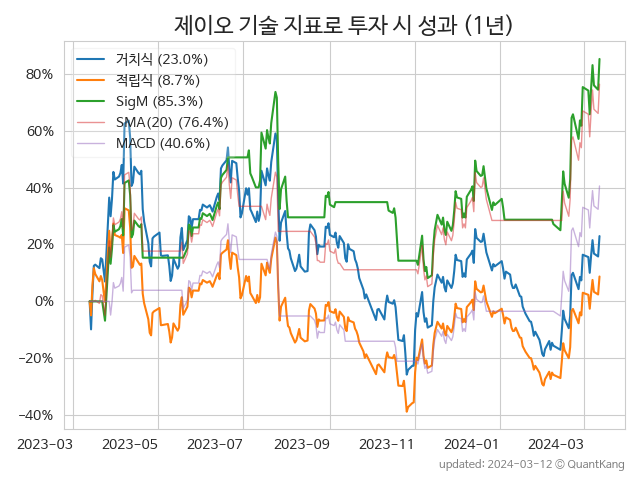 제이오 기술 지표로 투자 시 성과 (1년)
거치식 (23.0%)
적립식 (8.7%)
SigM (85.3%)
SMA(20) (76.4%)
MACD (40.6%)
80%
60%
40%
20%
0%
−20%
−40%
2023-03 2023-05 2023-07 2023-09 2023-11 2024-01 2024-03
updated: 2024-03-12 © QuantKang